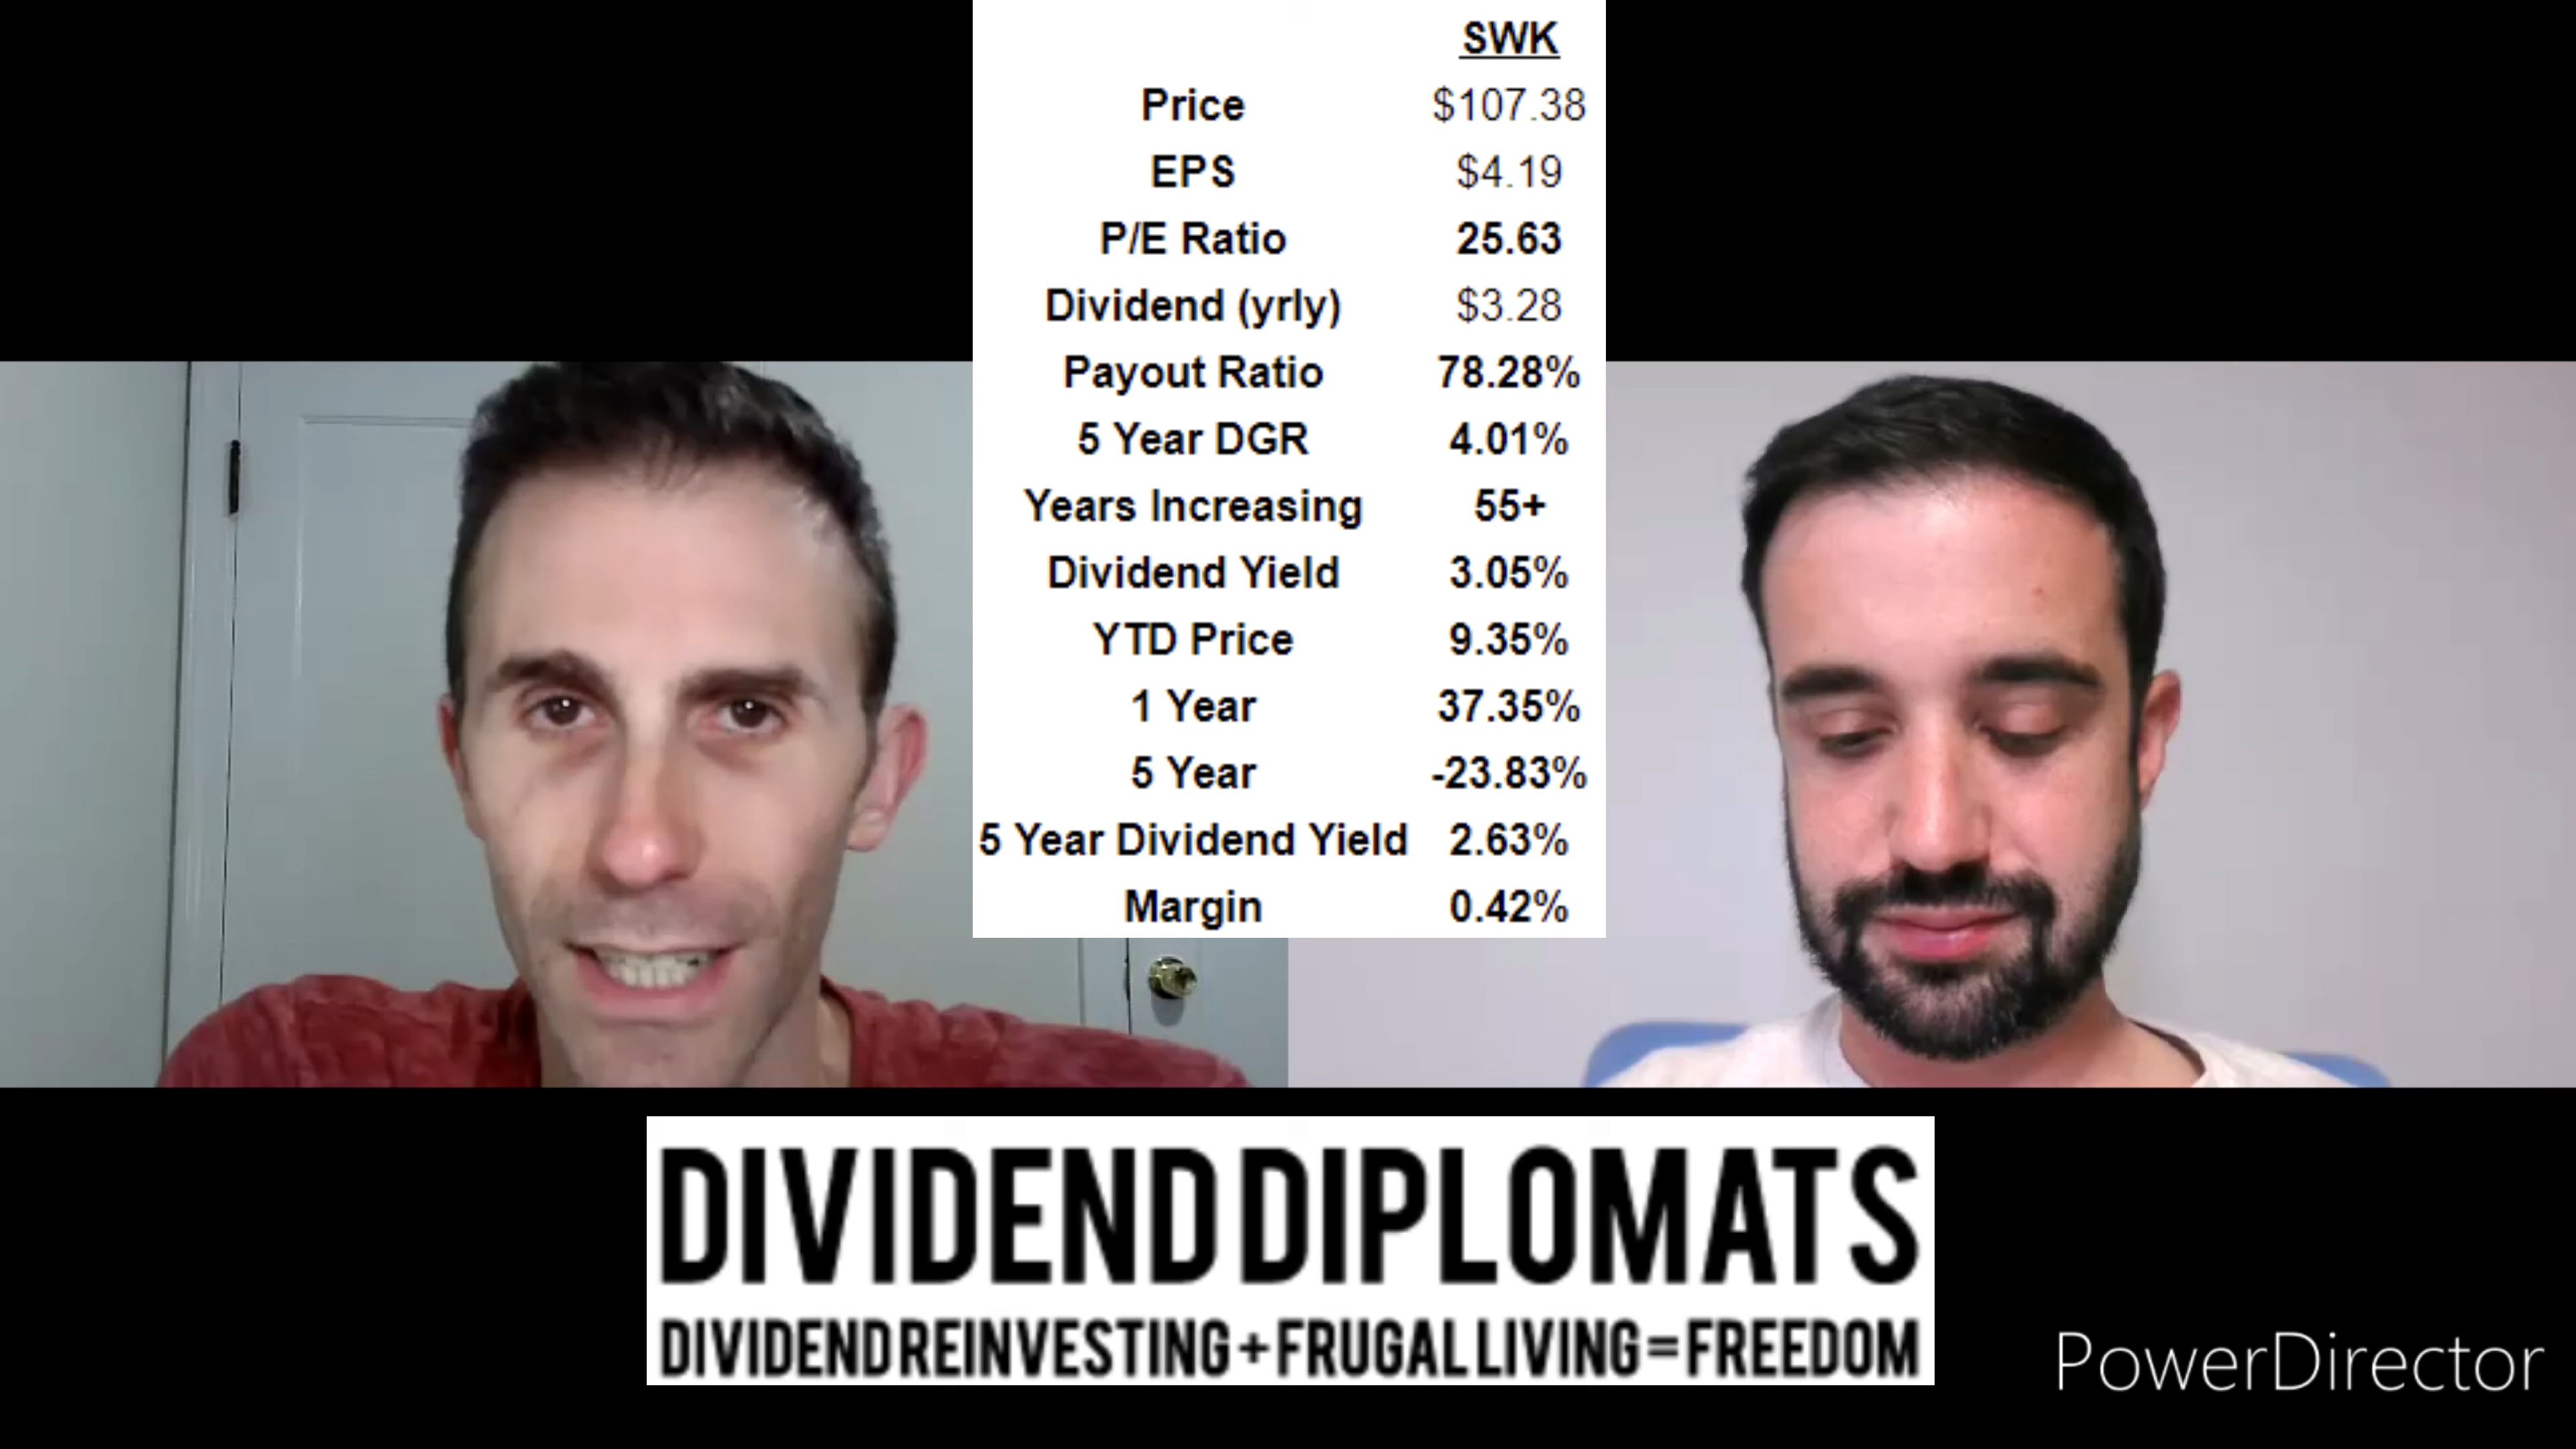 SWK
Price $107.38
EPS $4.19
P/E Ratio 25.63
Dividend (yrly) $3.28
Payout Ratio 78.28%
5 Year DGR 4.01%
Years Increasing 55+
Dividend Yield 3.05%
YTD Price 9.35%
1 Year 37.35%
5 Year -23.83%
5 Year Dividend Yield 2.63%
Margin 0.42%
DIVIDEND DIPLOMATS
DIVIDEND REINVESTING + FRUGAL LIVING = FREEDOM
PowerDirector